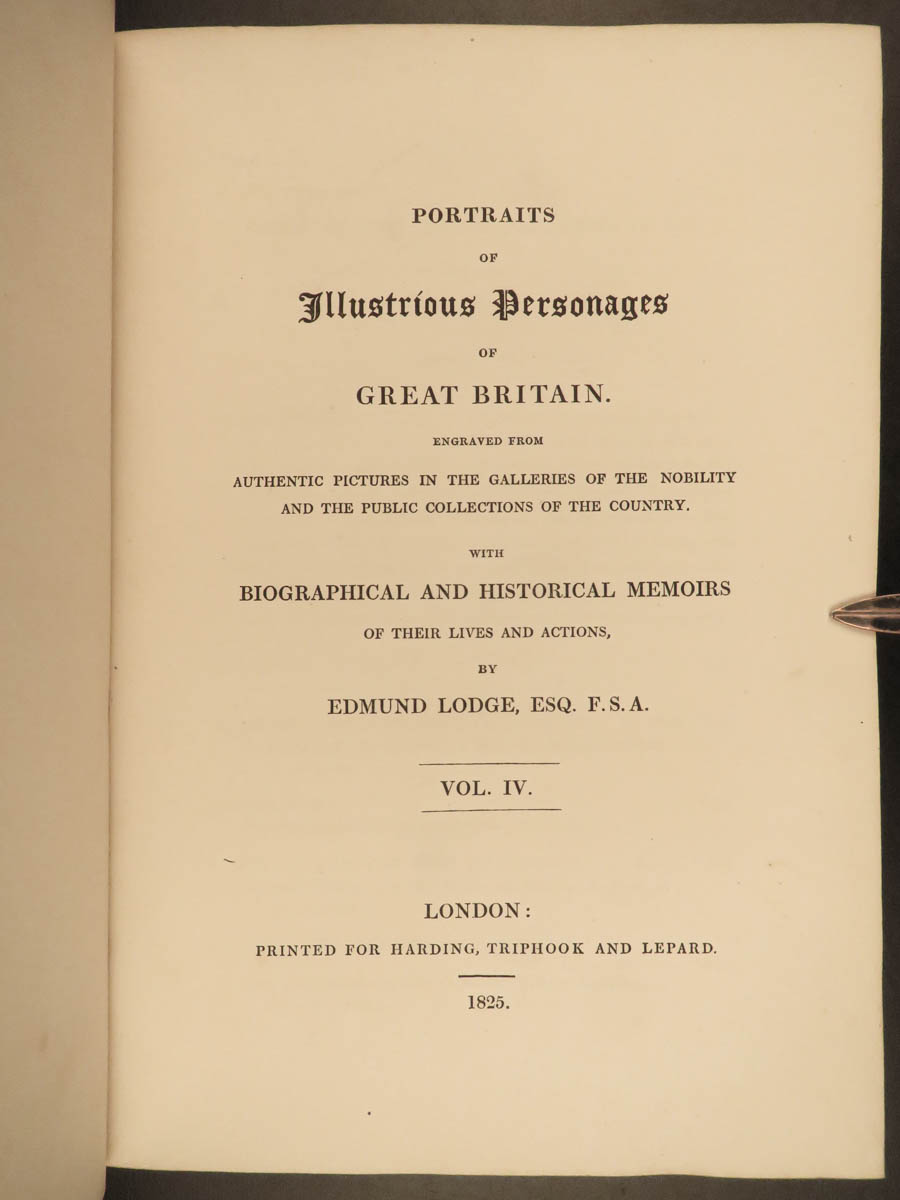 PORTRAITS
OF
Illustrious Personages
OF
GREAT BRITAIN.
ENGRAVED FROM
AUTHENTIC PICTURES IN THE GALLERIES OF THE NOBILITY
AND THE PUBLIC COLLECTIONS OF THE COUNTRY.
WITH
BIOGRAPHICAL AND HISTORICAL MEMOIRS
OF THEIR LIVES AND ACTIONS,
BY
EDMUND LODGE, ESQ. F.S.A.
VOL. IV.
LONDON:
PRINTED FOR HARDING, TRIPHOOK AND LEPARD.
1825.